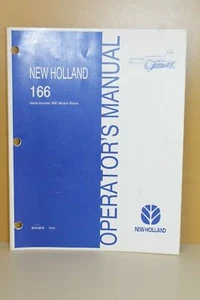 NEW HOLLAND
166
OPERATOR'S MANUAL
NEW HOLLAND